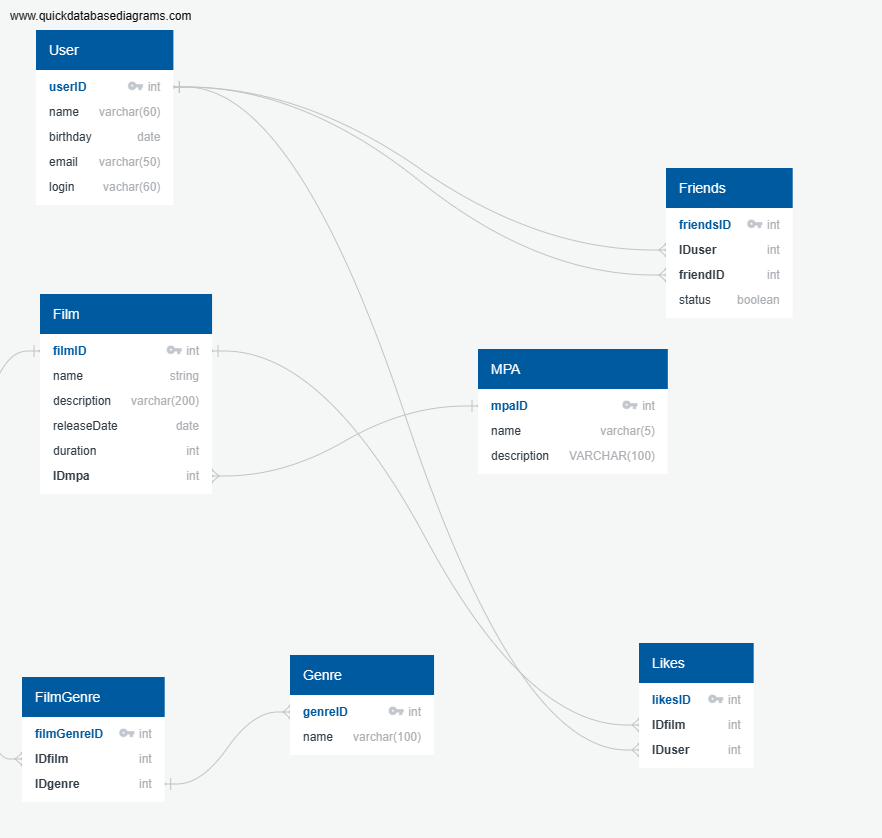 www.quickdatabasediagrams.com
User
userID int
name varchar(60)
birthday date
email varchar(50)
login vachar(60)
Friends
friendsID int
IDuser int
friendID int
status boolean
Film
filmID int
name string
description varchar(200)
releaseDate date
duration int
IDmpa int
MPA
mpaID int
name varchar(5)
description VARCHAR(100)
FilmGenre
filmGenreID int
IDfilm int
IDgenre int
Genre
genreID int
name varchar(100)
Likes
likesID int
IDfilm int
IDuser int